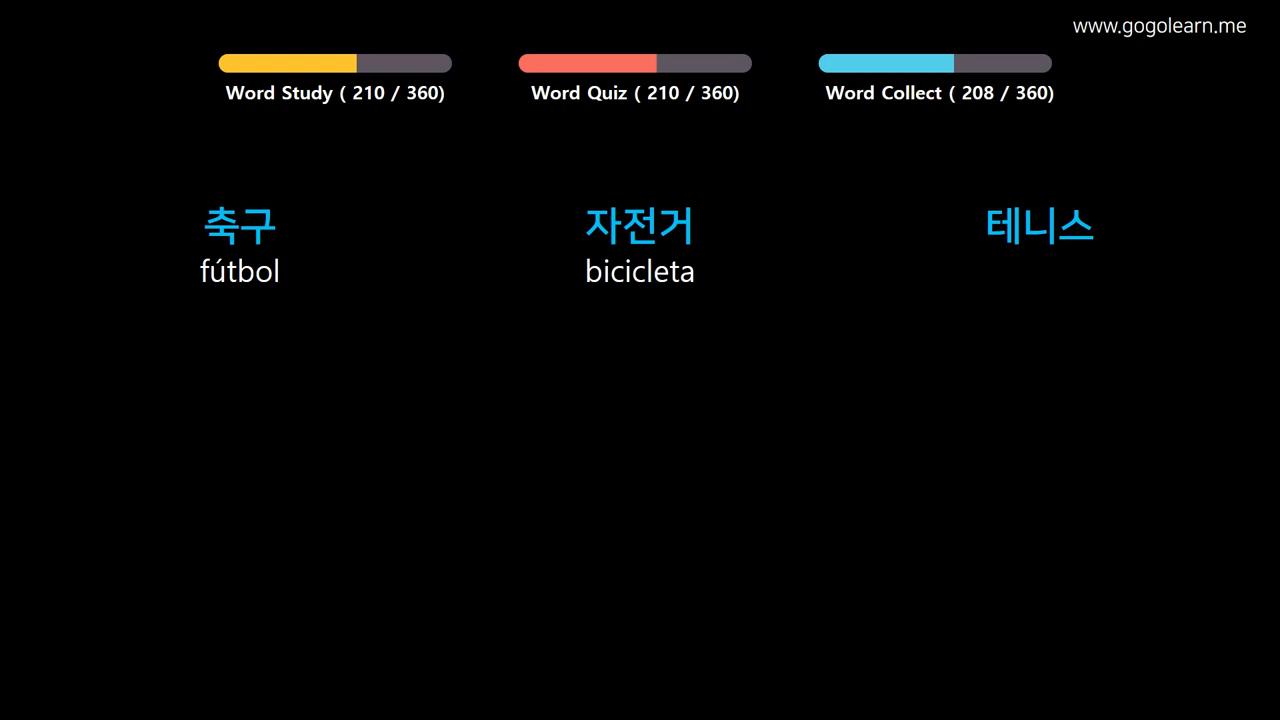 www.gogolearn.me
Word Study ( 210 / 360)
Word Quiz ( 210 / 360)
Word Collect ( 208 / 360)
축구
자전거
테니스
fútbol
bicicleta